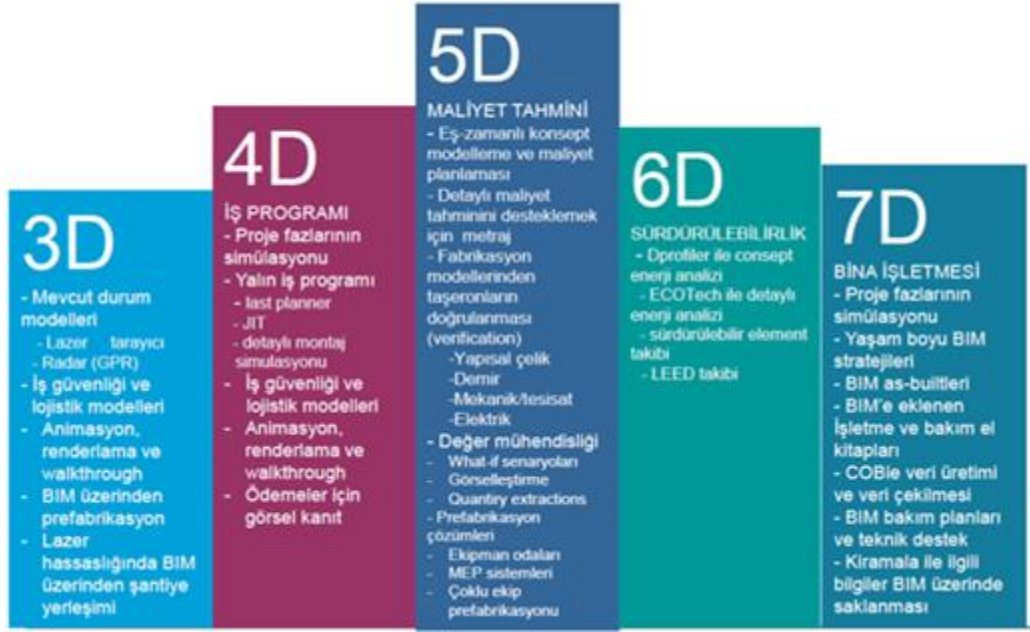 3D
- Mevcut durum
modelleri
- Lazer tarayıcı
- Radar (GPR)
- İş güvenliği ve
lojistik modelleri
- Animasyon,
renderlama ve
walkthrough
- BIM üzerinden
prefabrikasyon
- Lazer
hassaslığında BIM
üzerinden şantiye
yerleşimi
4D
İŞ PROGRAMI
- Proje fazlarının
simülasyonu
- Yalın iş programı
- last planner
- JIT
- detaylı montaj
simulasyonu
- İş güvenliği ve
lojistik modelleri
- Animasyon,
renderlama ve
walkthrough
- Ödemeler için
görsel kanıt
5D
MALİYET TAHMİNİ
- Eş-zamanlı konsept
modelleme ve maliyet
planlaması
- Detaylı maliyet
tahminini desteklemek
için metraj
- Fabrikasyon
modellerinden
taşeronların
doğrulanması
(verification)
-Yapısal çelik
-Demir
-Mekanik/tesisat
-Elektrik
- Değer mühendisliği
- What-if senaryoları
- Görselleştirme
- Quantry extractions
- Prefabrikasyon
çözümleri
- Ekipman odaları
- MEP sistemleri
- Çoklu ekip
prefabrikasyonu
6D
SÜRDÜRÜLEBİLİRLİK
- Dprofiler ile consept
enerji analizi
- ECOTech ile detaylı
enerji analizi
- sürdürülebilir element
takibi
- LEED takibi
7D
BİNA İŞLETMESİ
- Proje fazlarının
simülasyonu
- Yaşam boyu BIM
stratejileri
- BIM as-builtleri
- BIM'e eklenen
İşletme ve bakım el
kitapları
- COBie veri üretimi
ve veri çekilmesi
- BIM bakım planları
ve teknik destek
- Kiramala ile ilgili
bilgiler BIM üzerinde
saklanması